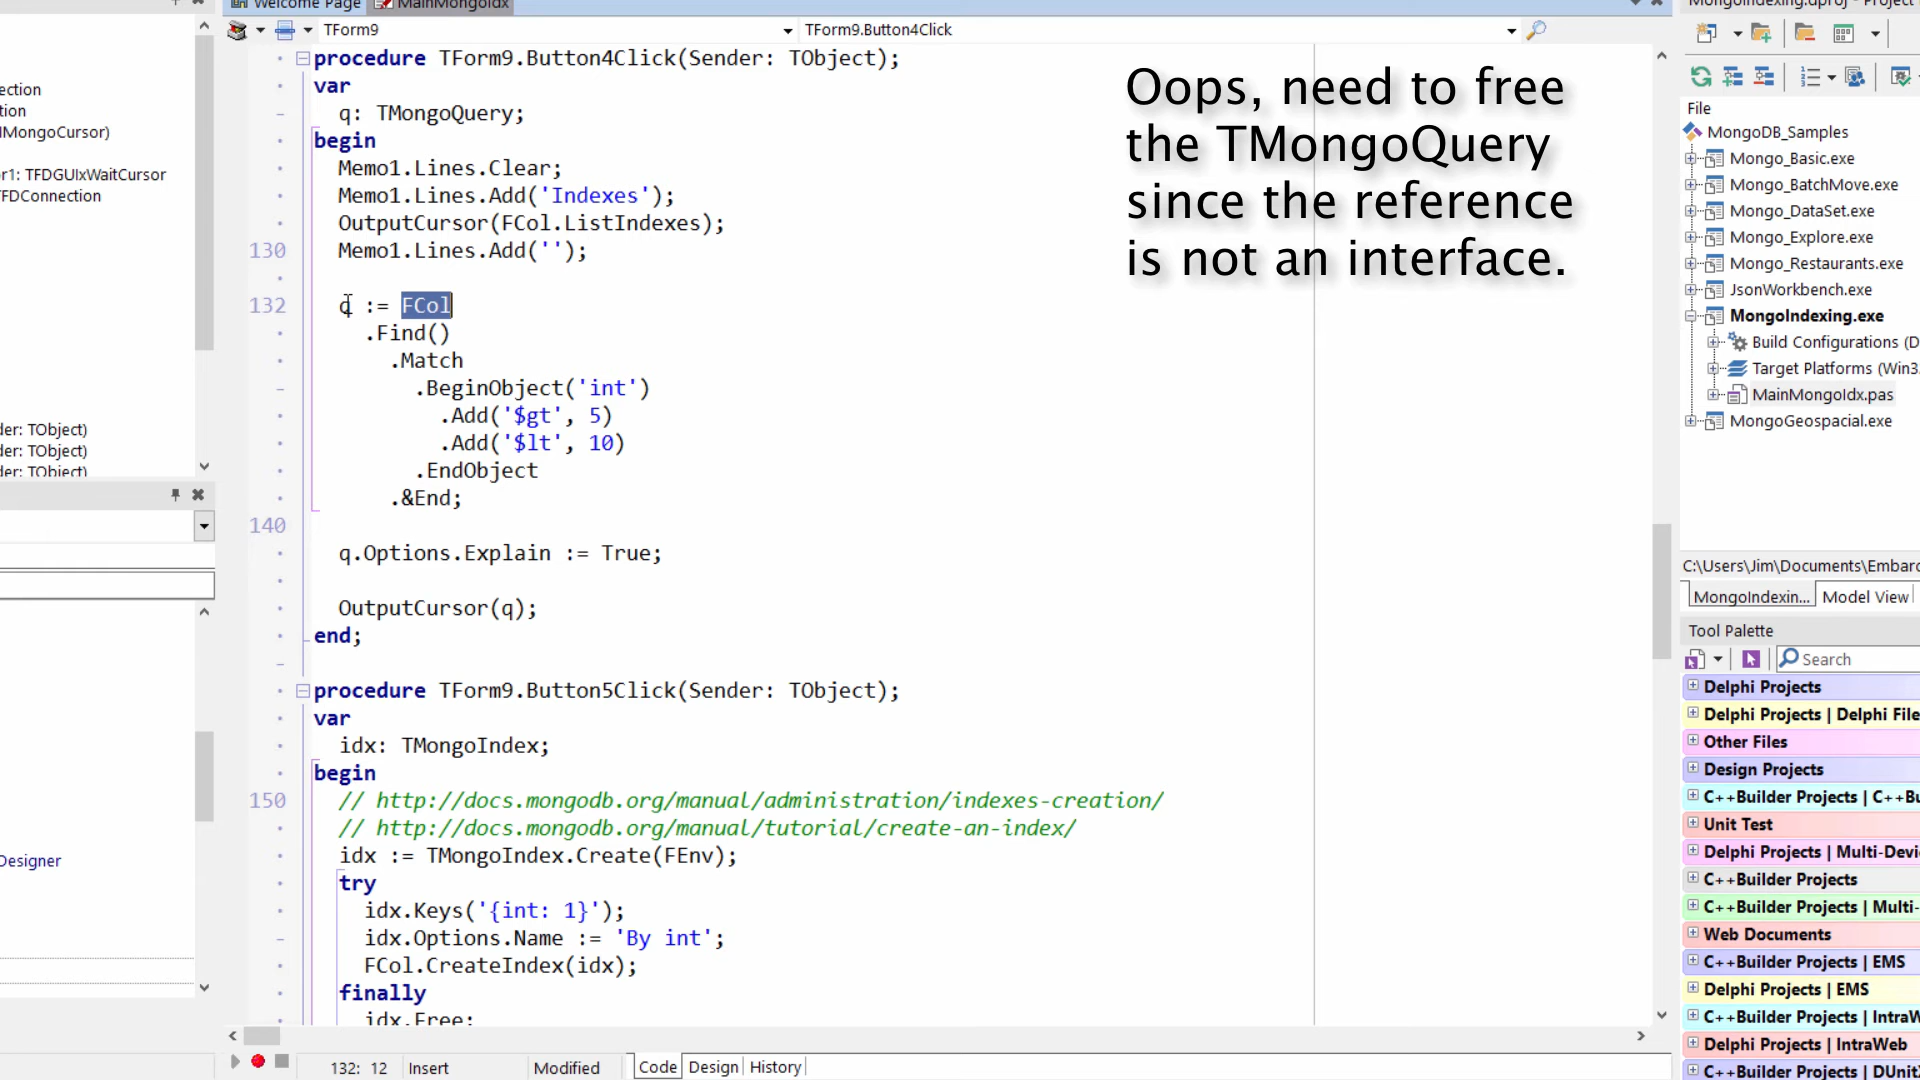 Welcome Page
MainMongoIdx
TForm9
TForm9.Button4Click
procedure TForm9.Button4Click(Sender: TObject);
var
q: TMongoQuery;
begin
Memo1.Lines.Clear;
Memo1.Lines.Add('Indexes');
OutputCursor(FCol.ListIndexes);
130 Memo1.Lines.Add('');
132 q := FCol
.Find()
.Match
.BeginObject('int')
.Add('$gt', 5)
.Add('$lt', 10)
.EndObject
.&End;
140
q.Options.Explain := True;
OutputCursor(q);
end;
procedure TForm9.Button5Click(Sender: TObject);
var
idx: TMongoIndex;
begin
150 // http://docs.mongodb.org/manual/administration/indexes-creation/
// http://docs.mongodb.org/manual/tutorial/create-an-index/
idx := TMongoIndex.Create(FEnv);
try
idx.Keys('{int: 1}');
idx.Options.Name := 'By int';
FCol.CreateIndex(idx);
finally
idx.Free;
132: 12 Insert Modified Code Design History
Oops, need to free
the TMongoQuery
since the reference
is not an interface.
ection
tion
IMongoCursor)
or1: TFDGUIxWaitCursor
FDConnection
der: TObject)
der: TObject)
der: TObject)
Designer
MongoIndexing.dproj - Project
File
MongoDB_Samples
Mongo_Basic.exe
Mongo_BatchMove.exe
Mongo_DataSet.exe
Mongo_Explore.exe
Mongo_Restaurants.exe
JsonWorkbench.exe
MongoIndexing.exe
Build Configurations (D
Target Platforms (Win3
MainMongoIdx.pas
MongoGeospacial.exe
C:\Users\Jim\Documents\Embarc
MongoIndexin... Model View
Tool Palette
Search
Delphi Projects
Delphi Projects | Delphi File
Other Files
Design Projects
C++Builder Projects | C++Bu
Unit Test
Delphi Projects | Multi-Devi
C++Builder Projects
C++Builder Projects | Multi-
Web Documents
C++Builder Projects | EMS
Delphi Projects | EMS
C++Builder Projects | IntraW
Delphi Projects | IntraWeb
C++Builder Projects | DUnit